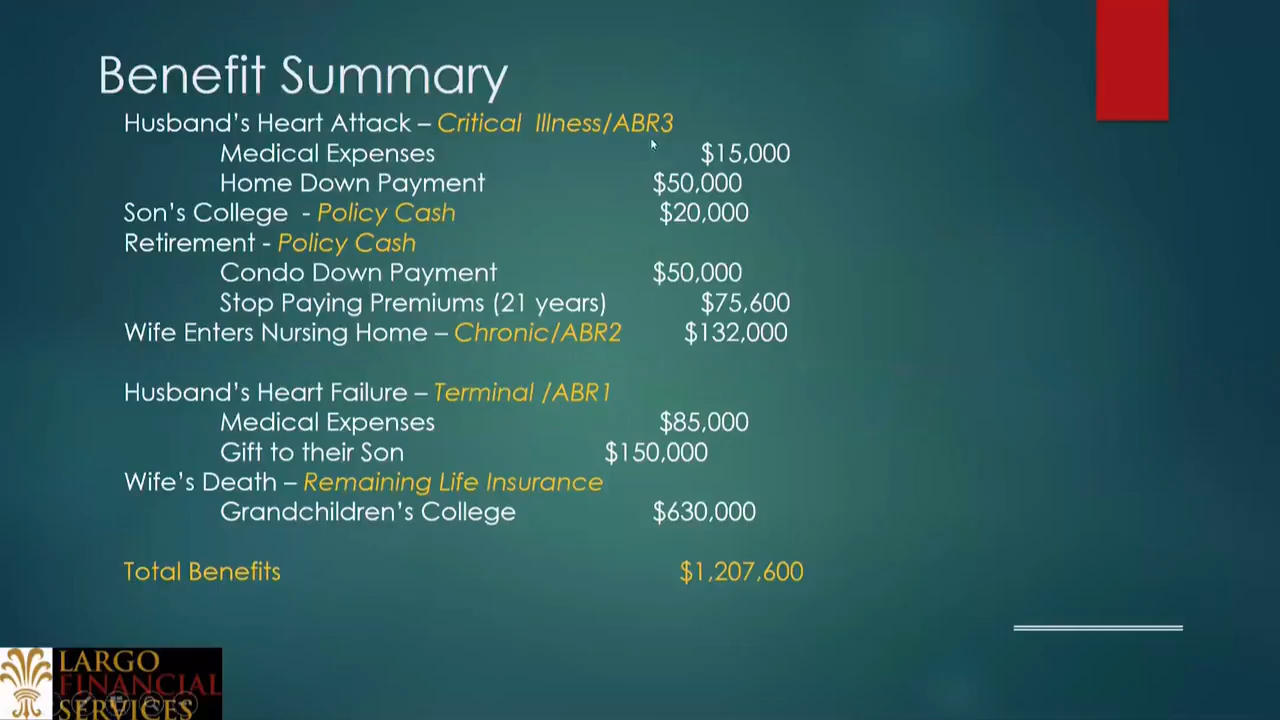 Benefit Summary
Husband's Heart Attack – Critical Illness/ABR3
Medical Expenses $15,000
Home Down Payment $50,000
Son's College - Policy Cash $20,000
Retirement - Policy Cash
Condo Down Payment $50,000
Stop Paying Premiums (21 years) $75,600
Wife Enters Nursing Home – Chronic/ABR2 $132,000
Husband's Heart Failure – Terminal /ABR1
Medical Expenses $85,000
Gift to their Son $150,000
Wife's Death – Remaining Life Insurance
Grandchildren's College $630,000
Total Benefits $1,207,600
LARGO
FINANCIAL
SERVICES